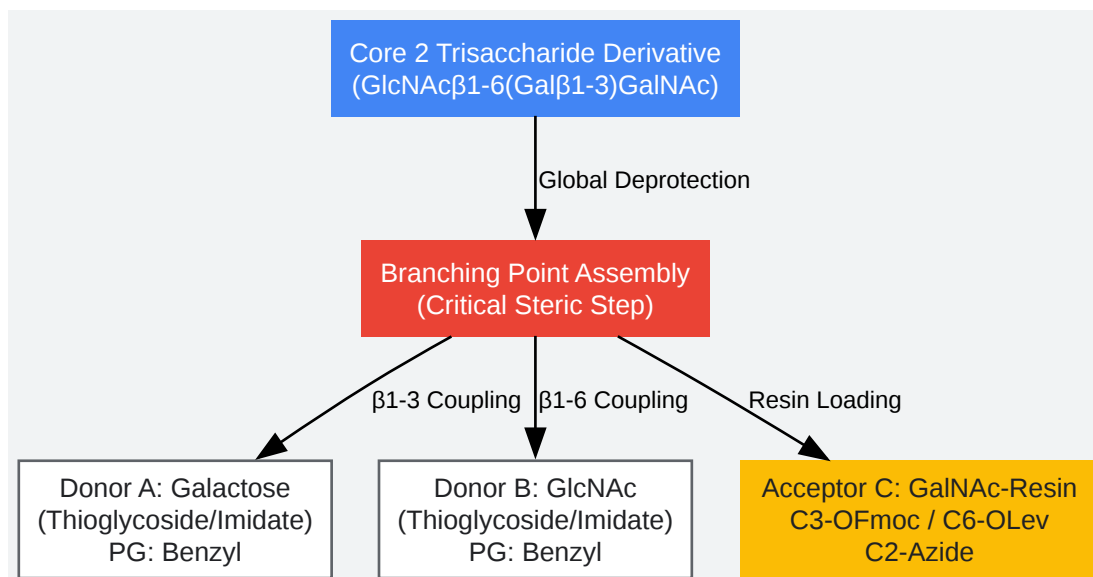 Core 2 Trisaccharide Derivative
(GlcNAcβ1-6(Galβ1-3)GalNAc)
Global Deprotection
Branching Point Assembly
(Critical Steric Step)
β1-3 Coupling
β1-6 Coupling
Resin Loading
Donor A: Galactose
(Thioglycoside/Imidate)
PG: Benzyl
Donor B: GlcNAc
(Thioglycoside/Imidate)
PG: Benzyl
Acceptor C: GalNAc-Resin
C3-OFmoc / C6-OLev
C2-Azide